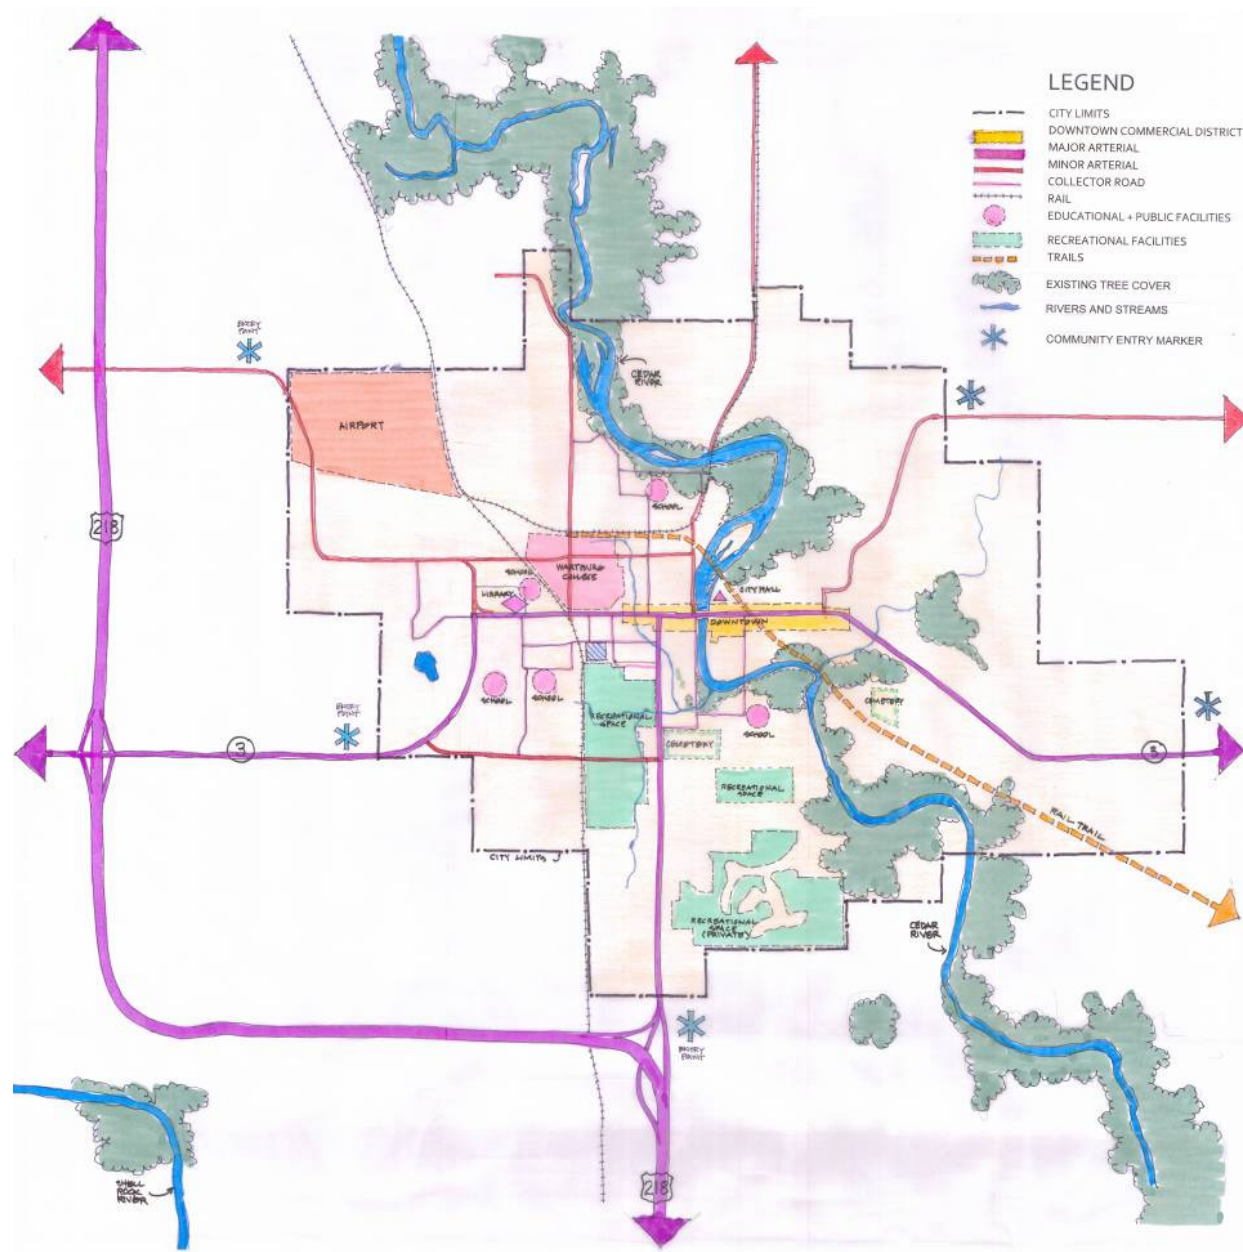 LEGEND
CITY LIMITS
DOWNTOWN COMMERCIAL DISTRICT
MAJOR ARTERIAL
MINOR ARTERIAL
COLLECTOR ROAD
RAIL
EDUCATIONAL + PUBLIC FACILITIES
RECREATIONAL FACILITIES
TRAILS
EXISTING TREE COVER
RIVERS AND STREAMS
COMMUNITY ENTRY MARKER
ENTRY
POINT
CEDAR
RIVER
AIRPORT
SCHOOL
218
WARTBURG
COLLEGE
SCHOOL
LIBRARY
CITY HALL
DOWNTOWN
SCHOOL
SCHOOL
CEMETERY
ENTRY
POINT
RECREATIONAL
SPACE
SCHOOL
CEMETERY
3
3
RECREATIONAL
SPACE
RAIL TRAIL
CITY LIMITS
RECREATIONAL
SPACE
(PRIVATE)
CEDAR
RIVER
ENTRY
POINT
SHELL
ROCK
RIVER
218